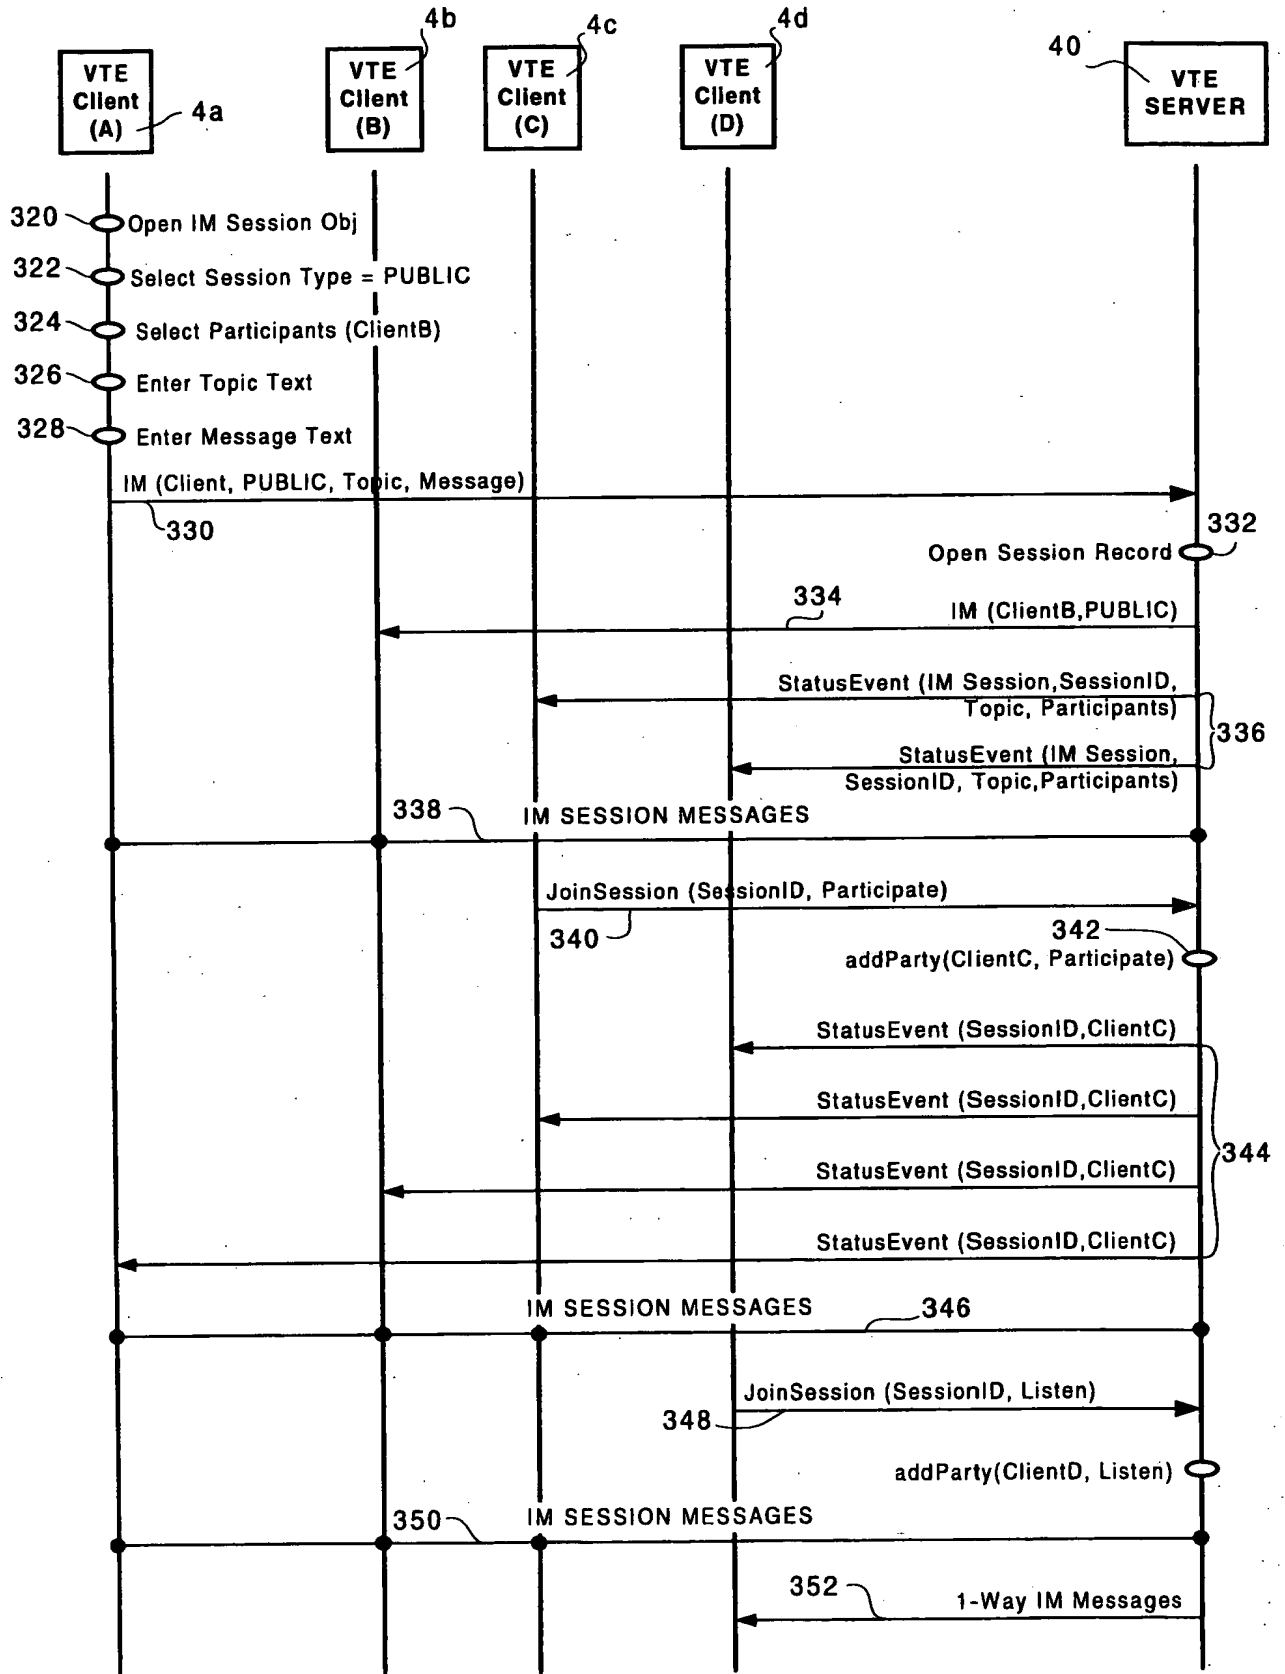 4b
4c
4d
40
VTE
Client
(A)
4a
VTE
Client
(B)
VTE
Client
(C)
VTE
Client
(D)
VTE
SERVER
320
Open IM Session Obj
322
Select Session Type = PUBLIC
324
Select Participants (ClientB)
326
Enter Topic Text
328
Enter Message Text
IM (Client, PUBLIC, Topic, Message)
330
332
Open Session Record
334
IM (ClientB,PUBLIC)
StatusEvent (IM Session,SessionID,
Topic, Participants)
336
StatusEvent (IM Session,
SessionID, Topic,Participants)
338
IM SESSION MESSAGES
JoinSession (SessionID, Participate)
340
342
addParty(ClientC, Participate)
StatusEvent (SessionID,ClientC)
StatusEvent (SessionID,ClientC)
344
StatusEvent (SessionID,ClientC)
StatusEvent (SessionID,ClientC)
IM SESSION MESSAGES
346
JoinSession (SessionID, Listen)
348
addParty(ClientD, Listen)
IM SESSION MESSAGES
350
352
1-Way IM Messages